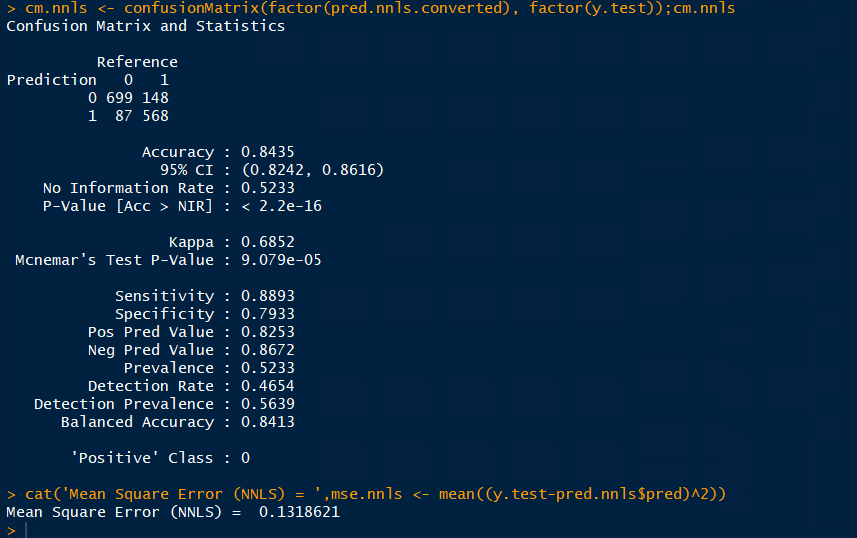 > cm.nnls <- confusionMatrix(factor(pred.nnls.converted), factor(y.test));cm.nnls
Confusion Matrix and Statistics
Reference
Prediction 0 1
0 699 148
1 87 568
Accuracy : 0.8435
95% CI : (0.8242, 0.8616)
No Information Rate : 0.5233
P-Value [Acc > NIR] : < 2.2e-16
Kappa : 0.6852
Mcnemar's Test P-Value : 9.079e-05
Sensitivity : 0.8893
Specificity : 0.7933
Pos Pred Value : 0.8253
Neg Pred Value : 0.8672
Prevalence : 0.5233
Detection Rate : 0.4654
Detection Prevalence : 0.5639
Balanced Accuracy : 0.8413
'Positive' Class : 0
> cat('Mean Square Error (NNLS) = ',mse.nnls <- mean((y.test-pred.nnls$pred)^2))
Mean Square Error (NNLS) =  0.1318621
>